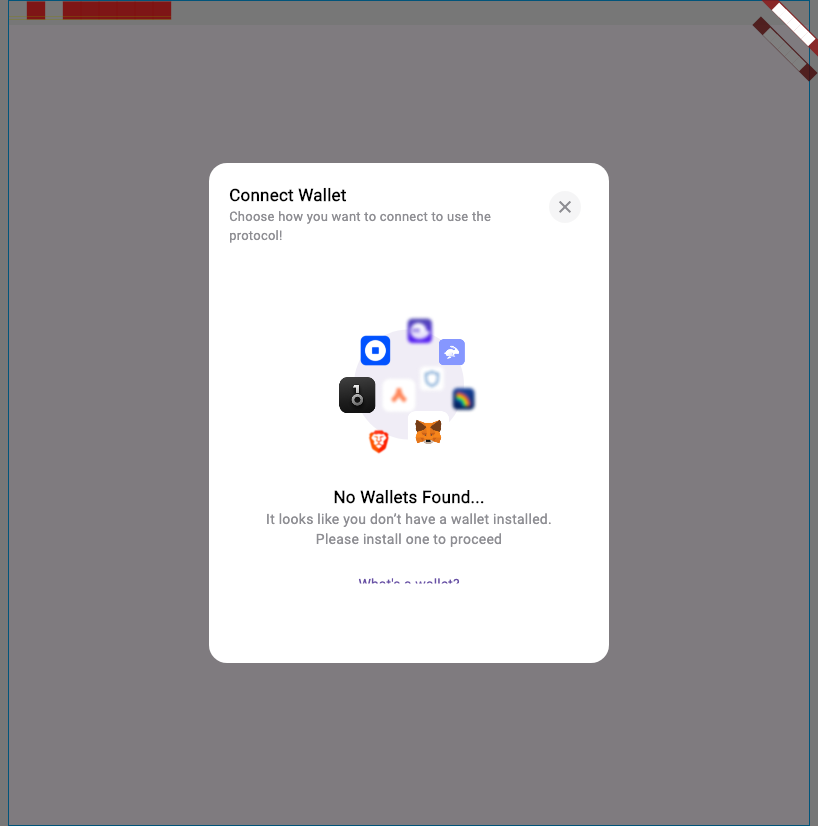 Connect Wallet
Choose how you want to connect to use the
protocol!
No Wallets Found...
It looks like you don’t have a wallet installed.
Please install one to proceed
What's a wallet?